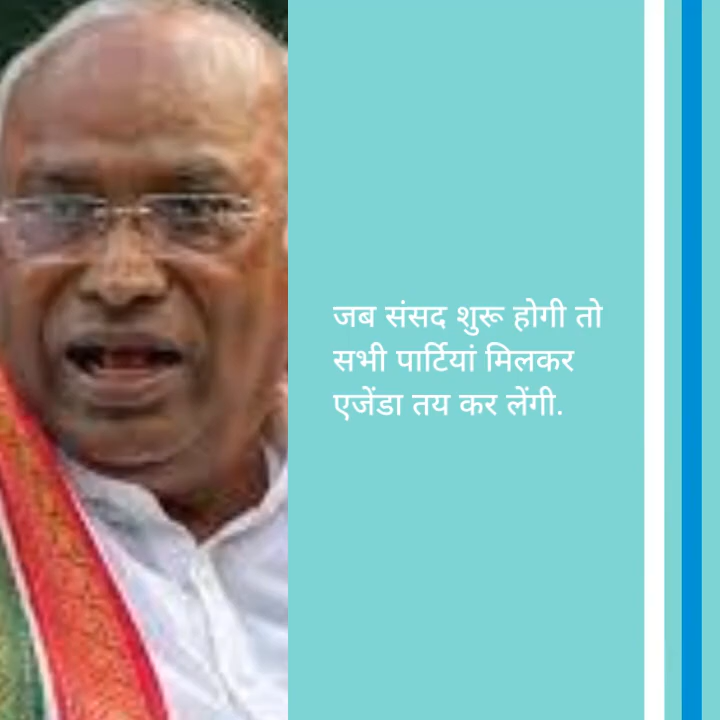 जब संसद शुरू होगी तो
सभी पार्टियां मिलकर
एजेंडा तय कर लेंगी.